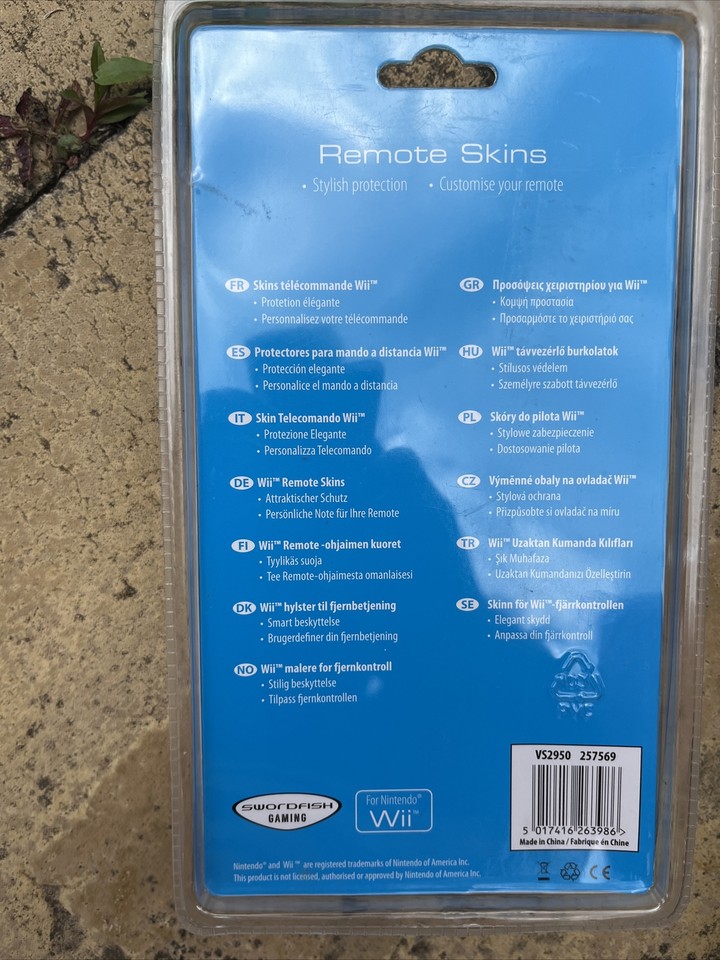 Remote Skins
• Stylish protection • Customise your remote
FR Skins télécommande Wii™
• Protetion élégante
• Personnalisez votre télécommande
ES Protectores para mando a distancia Wii™
• Protección elegante
• Personalice el mando a distancia
IT Skin Telecomando Wii™
• Protezione Elegante
• Personalizza Telecomando
DE Wii™ Remote Skins
• Attraktischer Schutz
• Persönliche Note für Ihre Remote
FI Wii™ Remote -ohjaimen kuoret
• Tyylikäs suoja
• Tee Remote-ohjaimesta omanlaisesi
DK Wii™ hylster til fjernbetjening
• Smart beskyttelse
• Brugerdefiner din fjernbetjening
NO Wii™ malere for fjernkontroll
• Stilig beskyttelse
• Tilpass fjernkontrollen
GR Προσόψεις χειριστηρίου για Wii™
• Κομψή προστασία
• Προσαρμόστε το χειριστήριό σας
HU Wii™ távvezérlő burkolatok
• Stílusos védelem
• Személyre szabott távvezérlő
PL Skóry do pilota Wii™
• Stylowe zabezpieczenie
• Dostosowanie pilota
CZ Výměnné obaly na ovladač Wii™
• Stylová ochrana
• Přizpůsobte si ovladač na míru
TR Wii™ Uzaktan Kumanda Kılıfları
• Şık Muhafaza
• Uzaktan Kumandanızı Özelleştirin
SE Skinn för Wii™-fjärrkontrollen
• Elegant skydd
• Anpassa din fjärrkontroll
PVC
VS2950 257569
5 017416 263986 >
Made in China / Fabrique én Chine
SWORDFISH
GAMING
For Nintendo®
Wii™
Nintendo® and Wii™ are registered trademarks of Nintendo of America Inc.
This product is not licensed, authorised or approved by Nintendo of America Inc.
CE